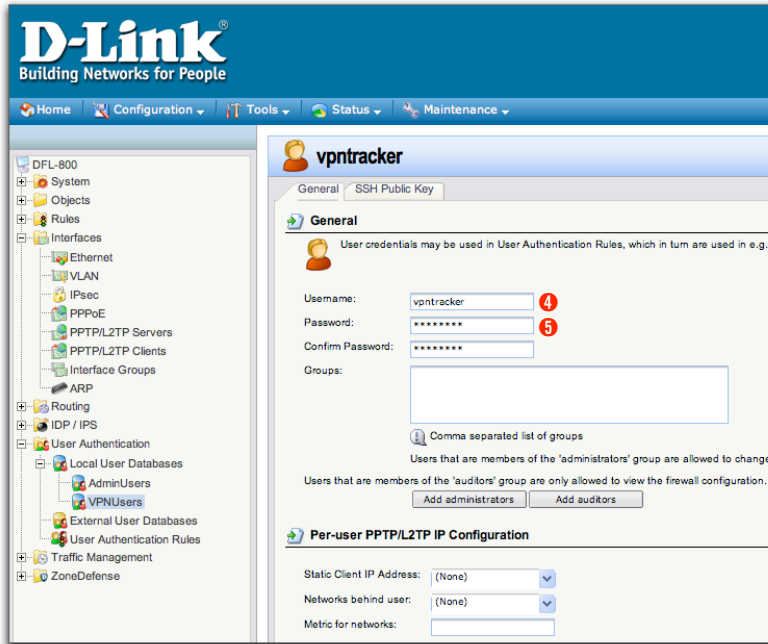 D-Link®
Building Networks for People
Home Configuration Tools Status Maintenance
DFL-800
System
Objects
Rules
Interfaces
Ethernet
VLAN
IPsec
PPPoE
PPTP/L2TP Servers
PPTP/L2TP Clients
Interface Groups
ARP
Routing
IDP / IPS
User Authentication
Local User Databases
AdminUsers
VPNUsers
External User Databases
User Authentication Rules
Traffic Management
ZoneDefense
vpntracker
General SSH Public Key
General
User credentials may be used in User Authentication Rules, which in turn are used in e.g.
Username: vpntracker 4
Password: ******** 5
Confirm Password: ********
Groups:
Comma separated list of groups
Users that are members of the 'administrators' group are allowed to change
Users that are members of the 'auditors' group are only allowed to view the firewall configuration.
Add administrators Add auditors
Per-user PPTP/L2TP IP Configuration
Static Client IP Address: (None)
Networks behind user: (None)
Metric for networks: